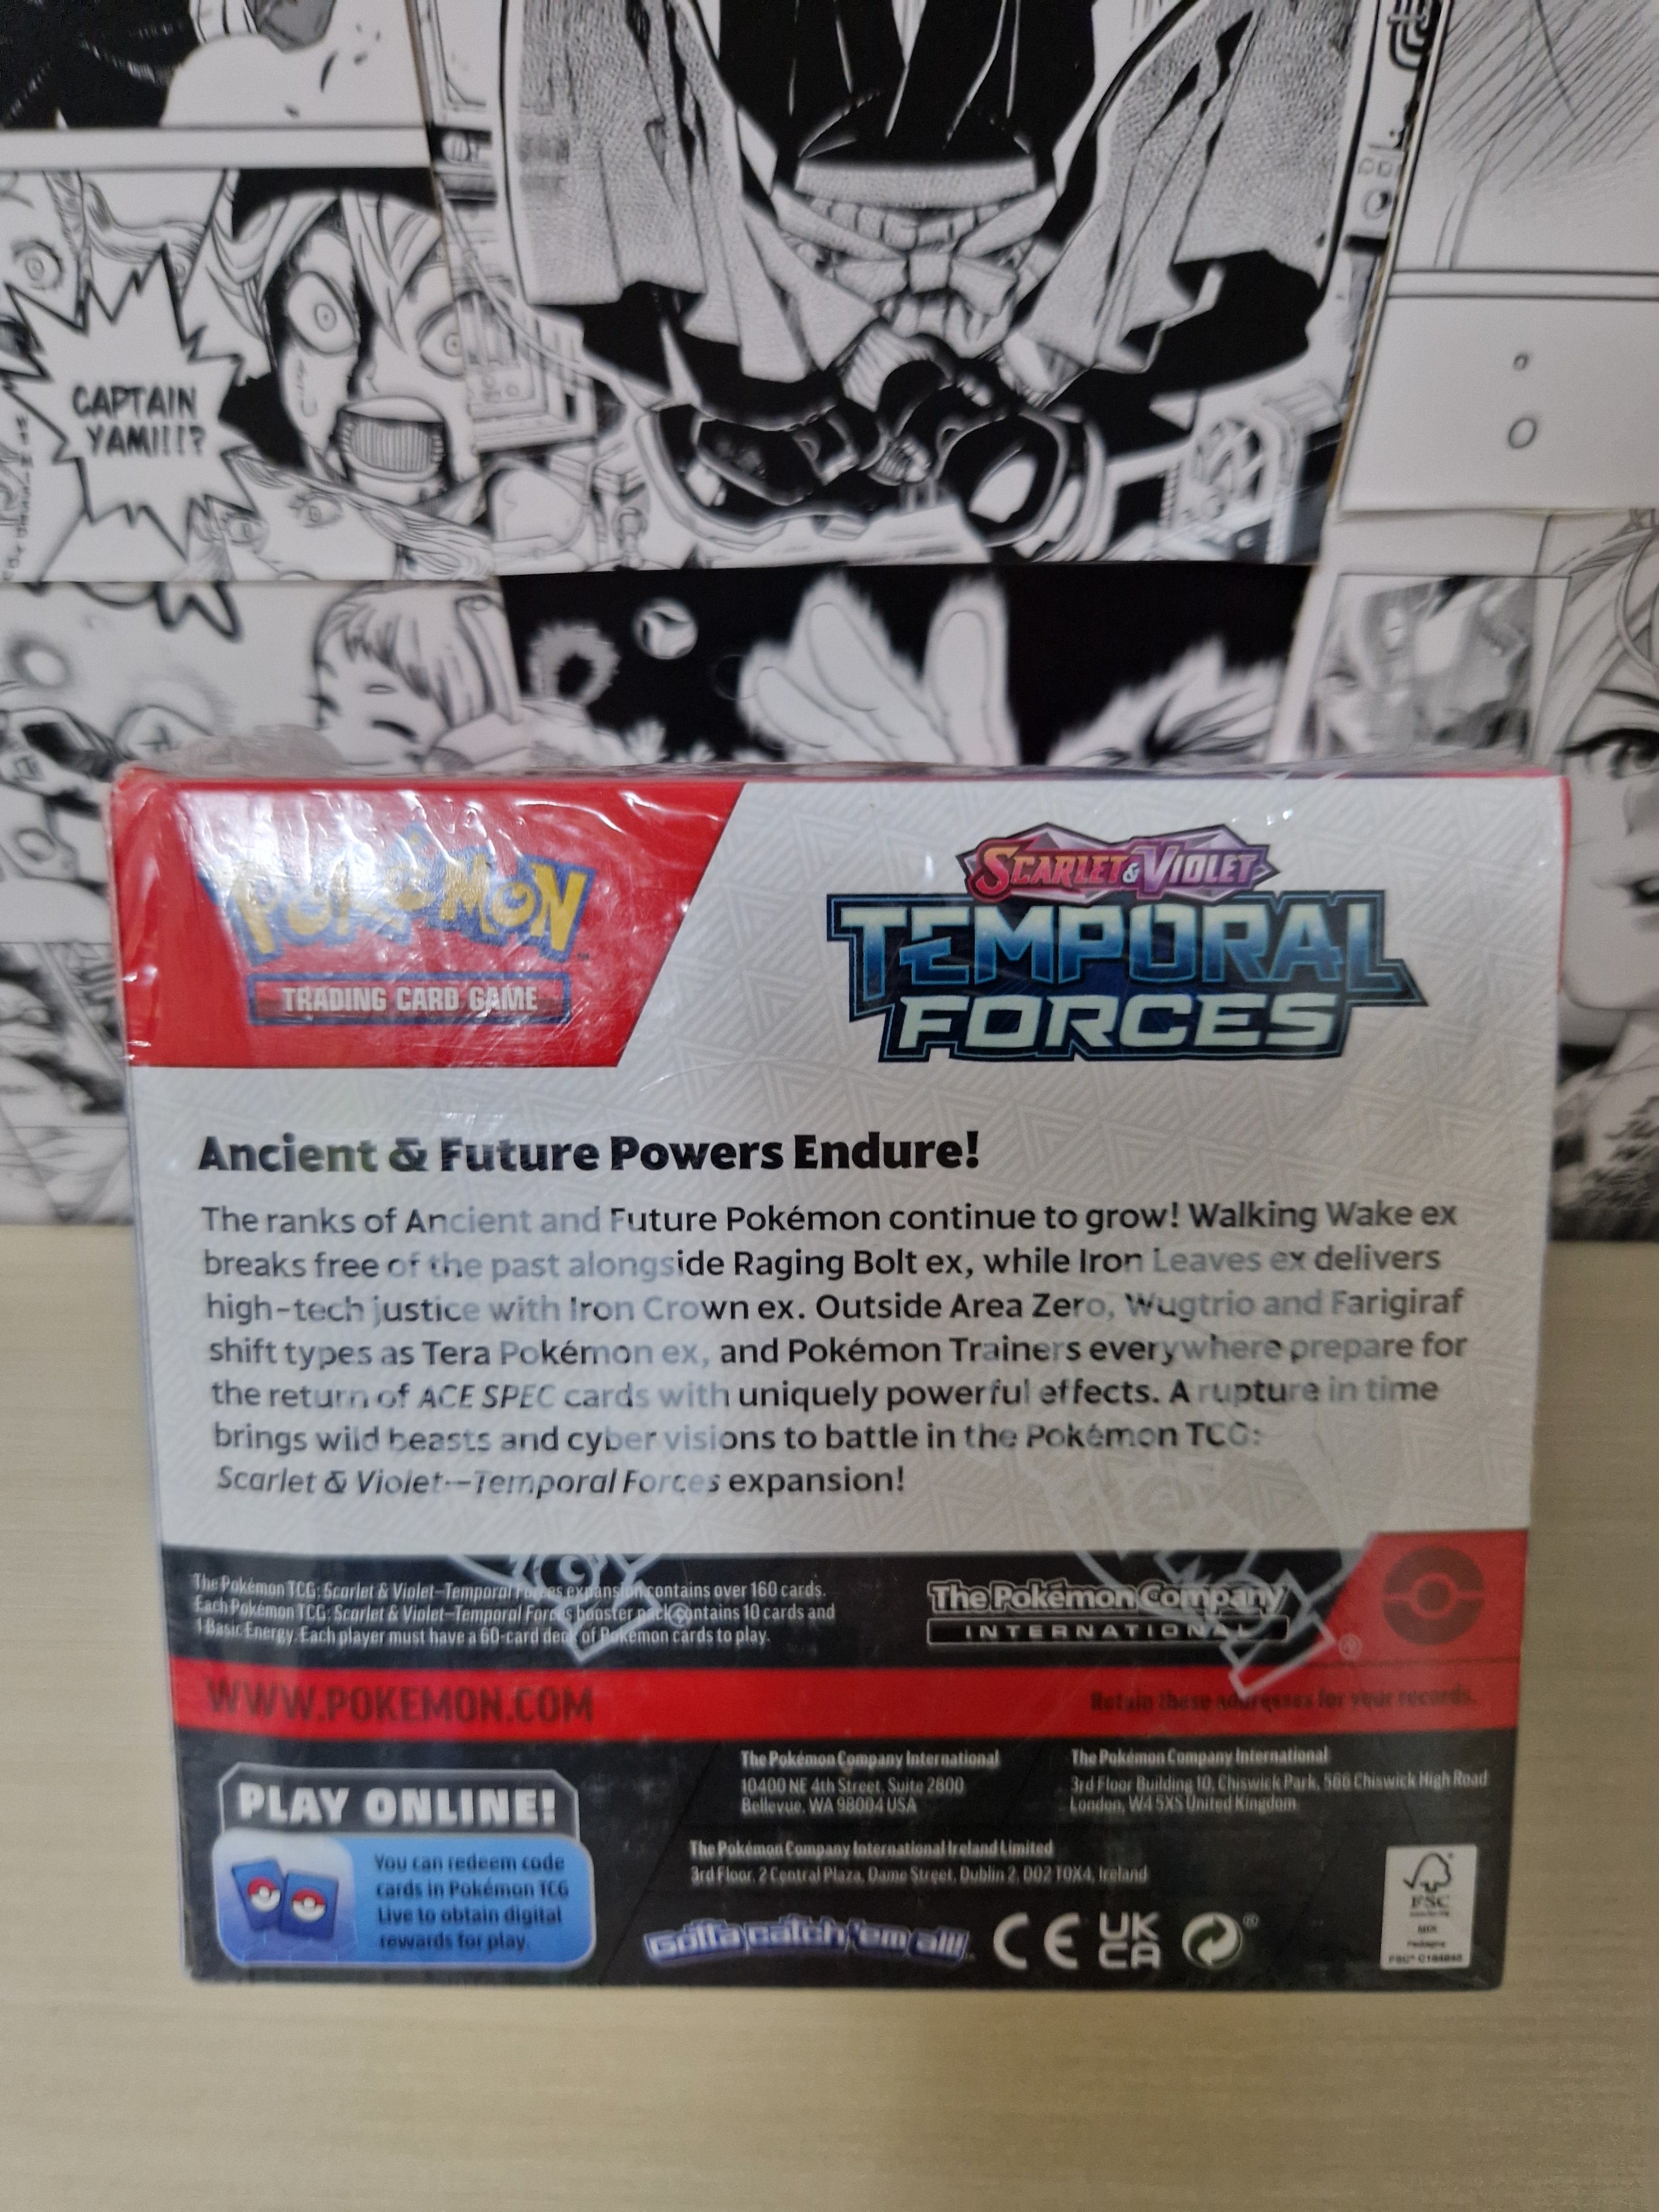 CAPTAIN
YAMI!!!?
POKéMON
TRADING CARD GAME
SCARLET & VIOLET
TEMPORAL
FORCES
Ancient & Future Powers Endure!
The ranks of Ancient and Future Pokémon continue to grow! Walking Wake ex
breaks free of the past alongside Raging Bolt ex, while Iron Leaves ex delivers
high-tech justice with Iron Crown ex. Outside Area Zero, Wugtrio and Farigiraf
shift types as Tera Pokémon ex, and Pokémon Trainers everywhere prepare for
the return of ACE SPEC cards with uniquely powerful effects. A rupture in time
brings wild beasts and cyber visions to battle in the Pokémon TCG:
Scarlet & Violet—Temporal Forces expansion!
The Pokémon TCG: Scarlet & Violet—Temporal Forces expansion contains over 160 cards.
Each Pokémon TCG: Scarlet & Violet—Temporal Forces booster pack contains 10 cards and
1 Basic Energy. Each player must have a 60-card deck of Pokémon cards to play.
The Pokémon Company
INTERNATIONAL
®
WWW.POKEMON.COM
Retain these addresses for your records.
PLAY ONLINE!
You can redeem code
cards in Pokémon TCG
Live to obtain digital
rewards for play.
The Pokémon Company International
10400 NE 4th Street, Suite 2800
Bellevue, WA 98004 USA
The Pokémon Company International
3rd Floor Building 10, Chiswick Park, 566 Chiswick High Road
London, W4 5XS United Kingdom
The Pokémon Company International Ireland Limited
3rd Floor, 2 Central Plaza, Dame Street, Dublin 2, D02 T0X4, Ireland
Gotta catch 'em all!
CE
UK
CA
®
FSC
MIX
Packaging